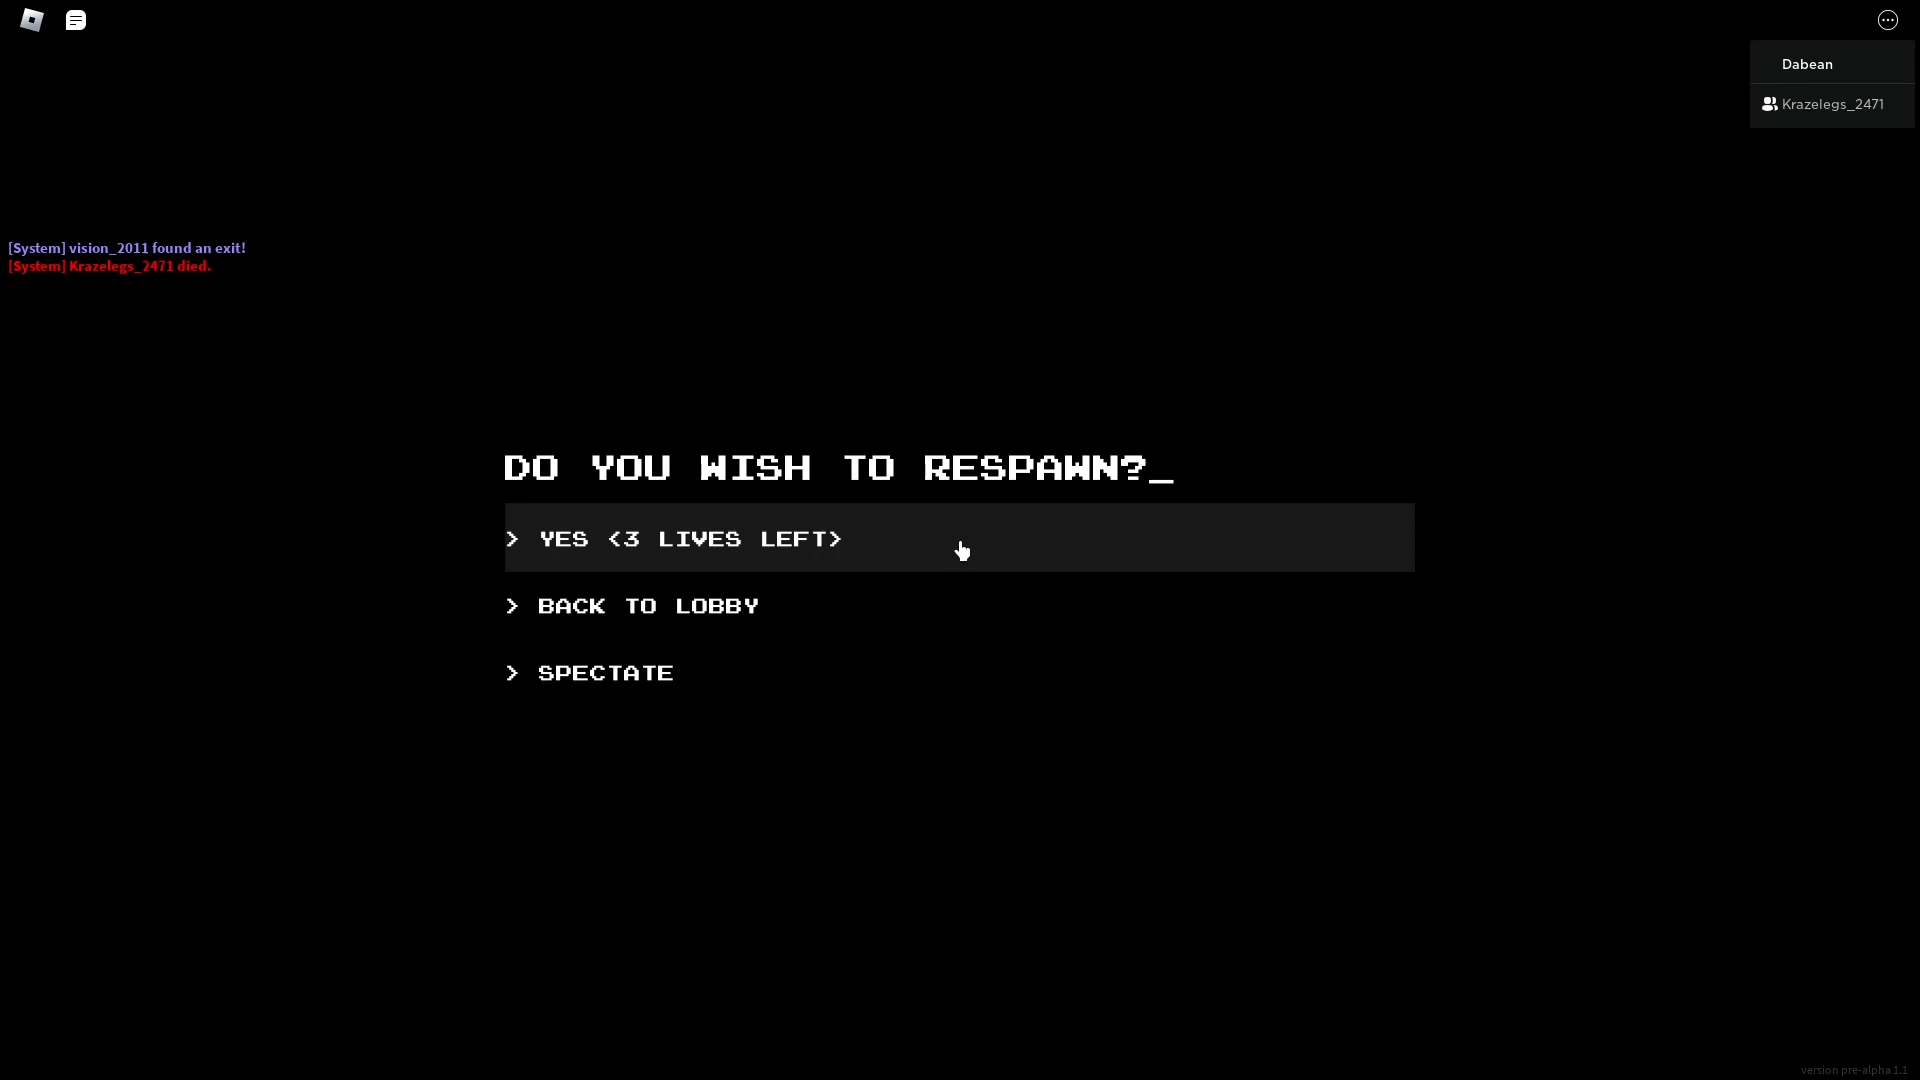 Dabean
Krazelegs_2471
[System] vision_2011 found an exit!
[System] Krazelegs_2471 died.
DO YOU WISH TO RESPAWN?_
> YES <3 LIVES LEFT>
> BACK TO LOBBY
> SPECTATE
version pre-alpha 1.1